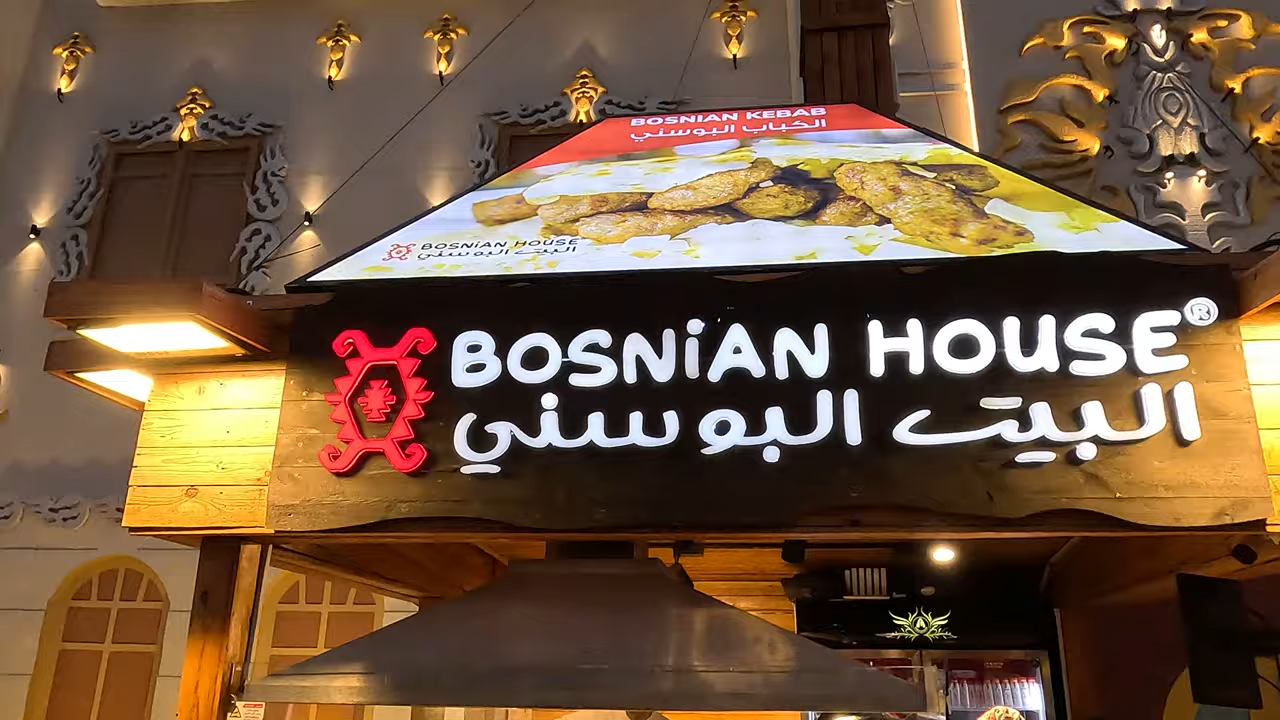 BOSNIAN KEBAB
الكباب البوسني
BOSNiAN HOUSE
البيت البوسني
BOSNiAN HOUSE®
البيت البوسني